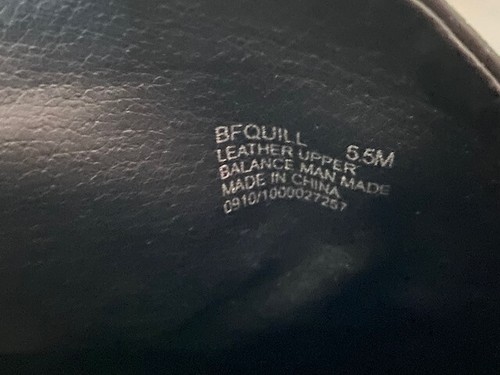 BFQUILL 5.5M
LEATHER UPPER
BALANCE MAN MADE
MADE IN CHINA
0910/1000027257